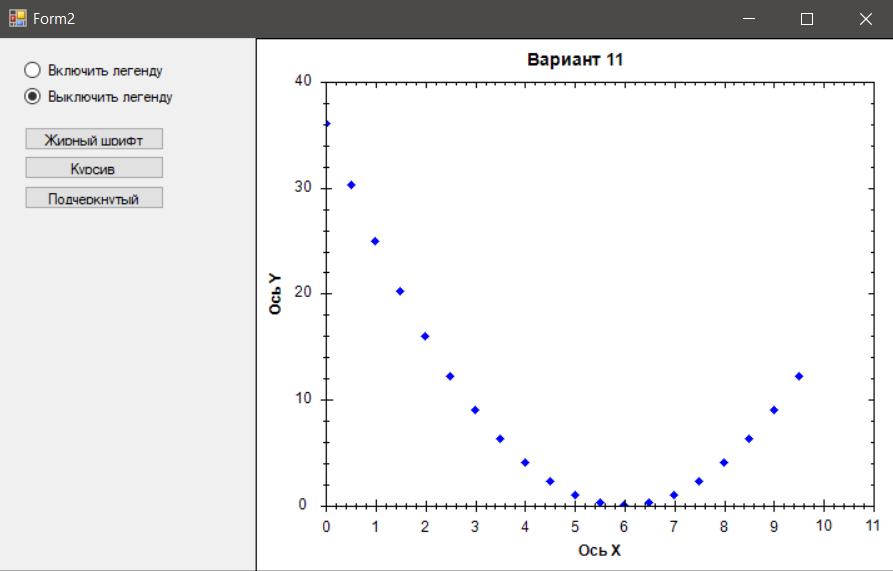 Form2
Включить легенду
Выключить легенду
Жирный шрифт
Курсив
Подчеркнутый
Вариант 11
40
30
20
10
0
Ось Y
0 1 2 3 4 5 6 7 8 9 10 11
Ось X